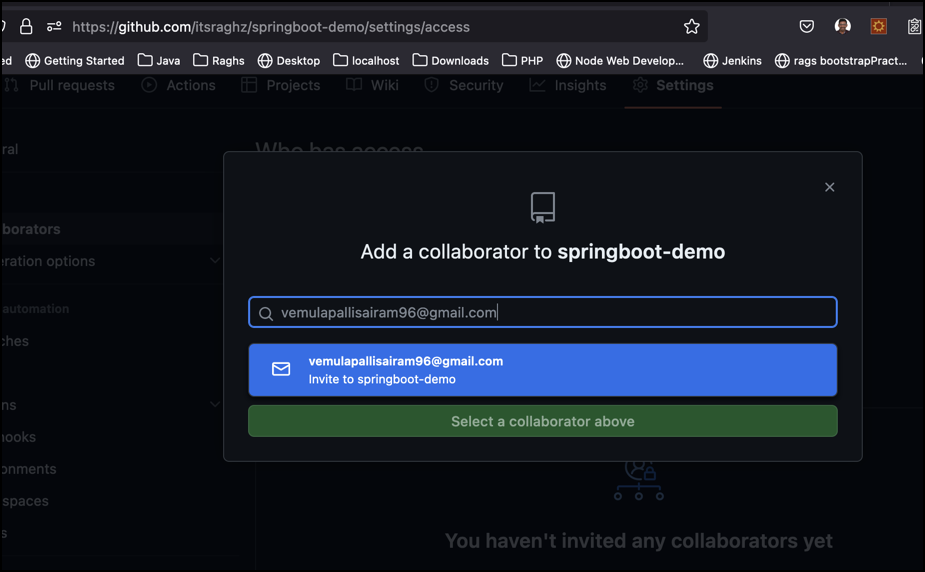 https://github.com/itsraghz/springboot-demo/settings/access
ed Getting Started Java Raghs Desktop localhost Downloads PHP Node Web Develop... Jenkins rags bootstrapPract...
Pull requests Actions Projects Wiki Security Insights Settings
ral
Who has access
borators
eration options
automation
ches
ns
hooks
onments
spaces
s
Add a collaborator to springboot-demo
vemulapallisairam96@gmail.com
vemulapallisairam96@gmail.com
Invite to springboot-demo
Select a collaborator above
You haven't invited any collaborators yet